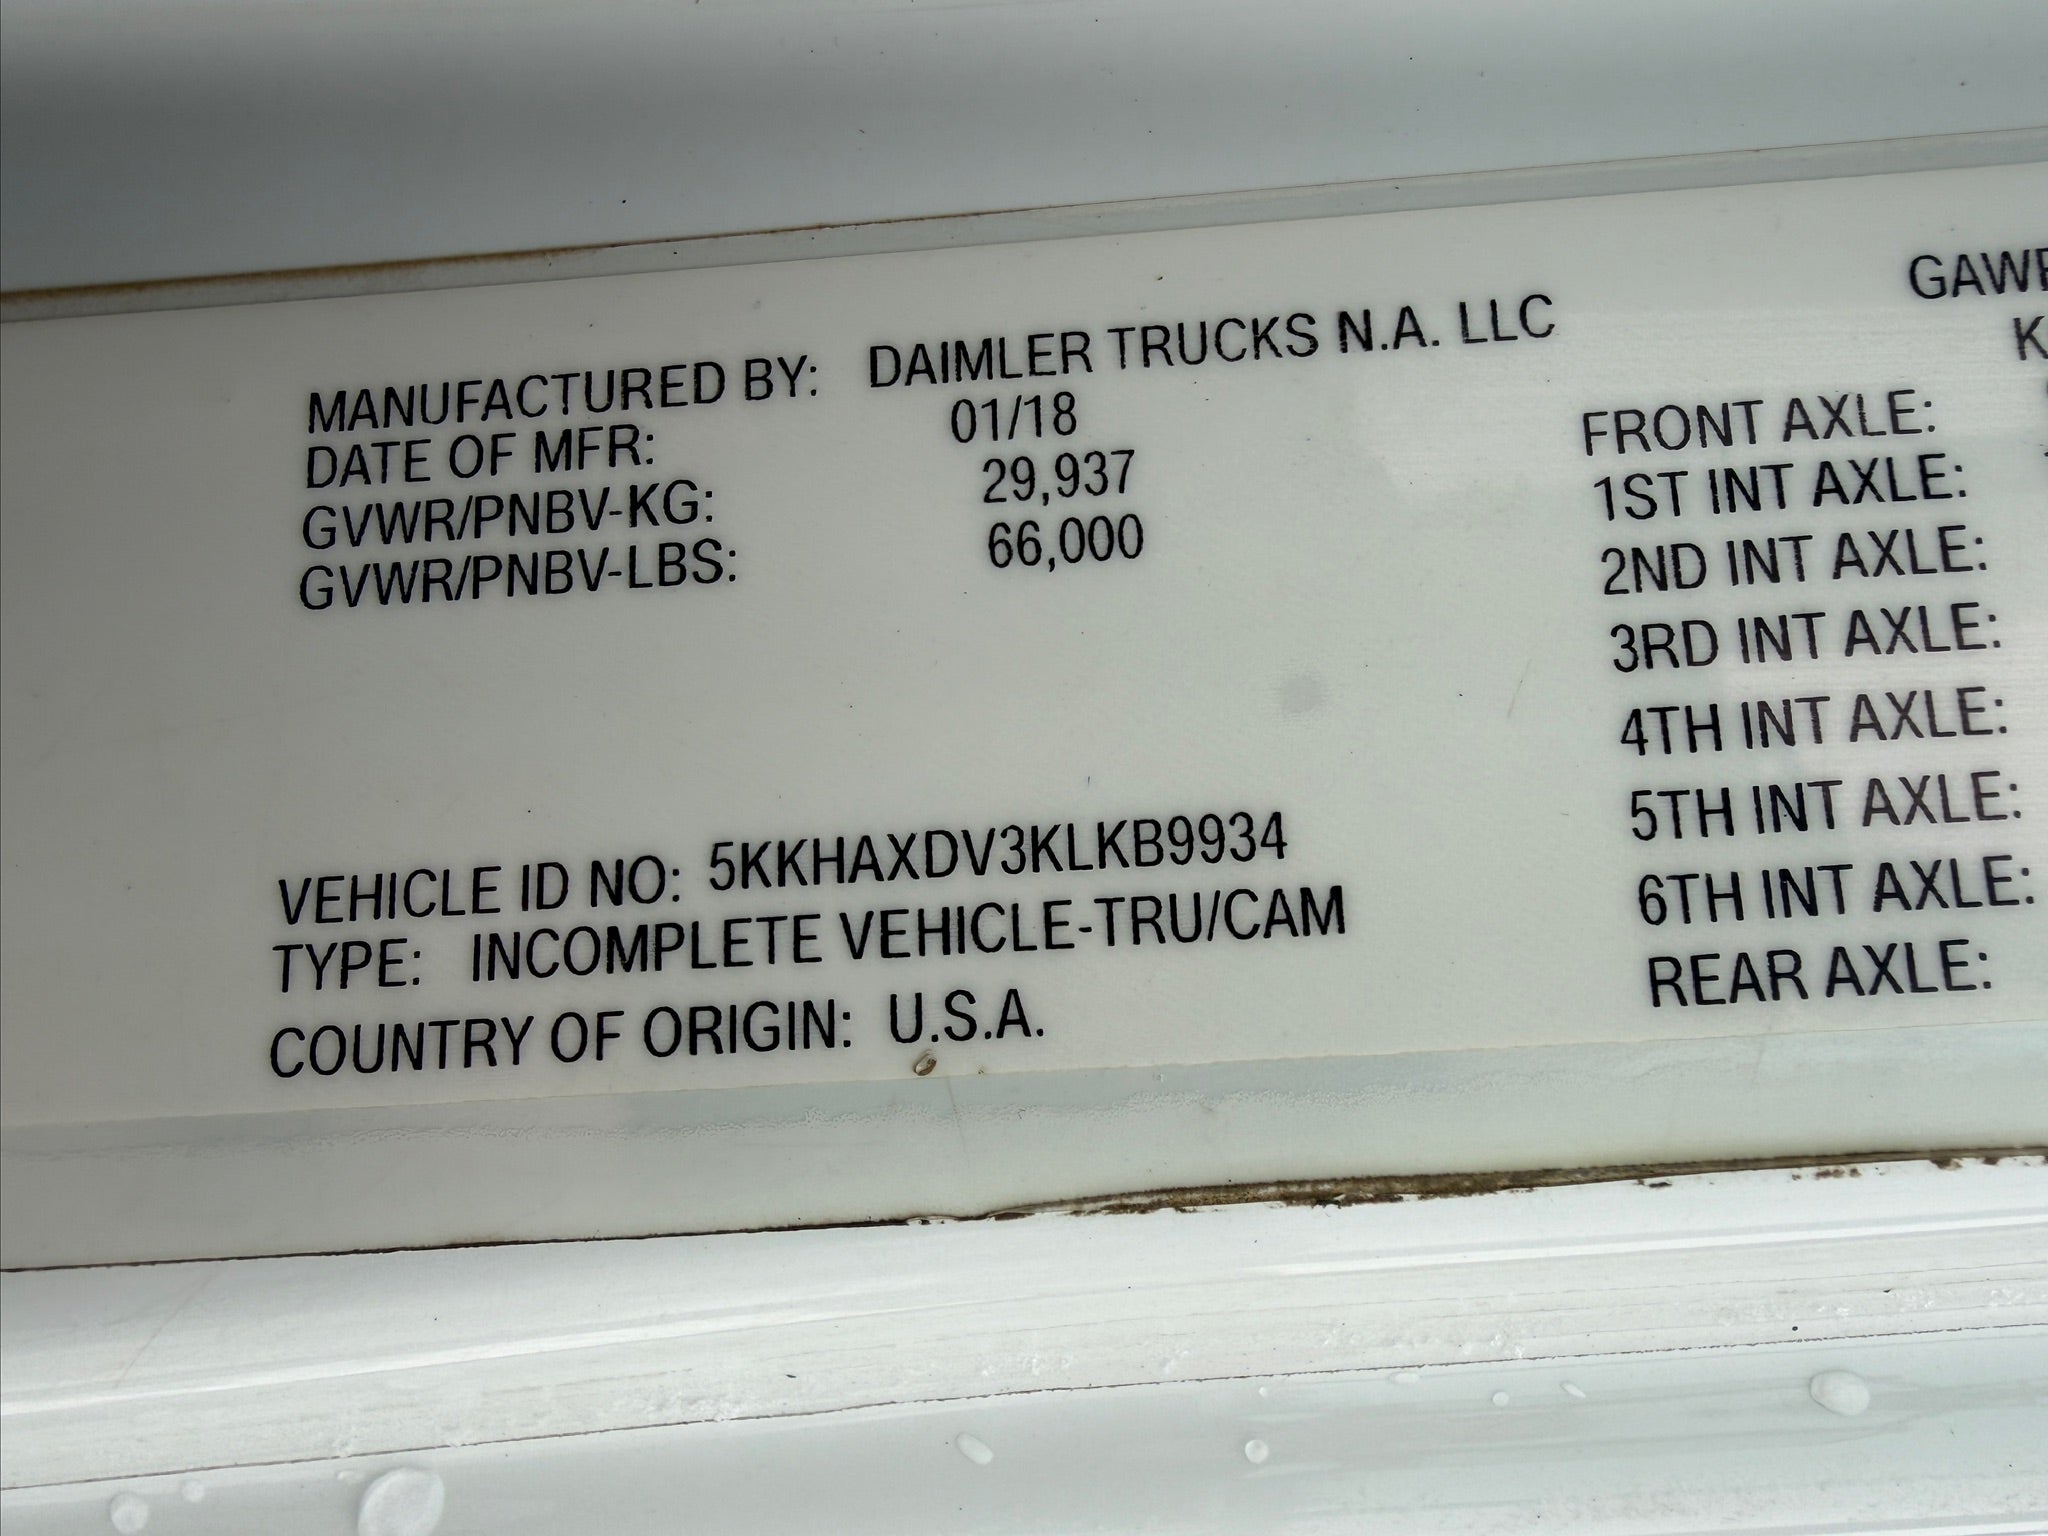 MANUFACTURED BY: DAIMLER TRUCKS N.A. LLC
DATE OF MFR: 01/18
GVWR/PNBV-KG: 29,937
GVWR/PNBV-LBS: 66,000
VEHICLE ID NO: 5KKHAXDV3KLKB9934
TYPE: INCOMPLETE VEHICLE-TRU/CAM
COUNTRY OF ORIGIN: U.S.A.
FRONT AXLE:
1ST INT AXLE:
2ND INT AXLE:
3RD INT AXLE:
4TH INT AXLE:
5TH INT AXLE:
6TH INT AXLE:
REAR AXLE: